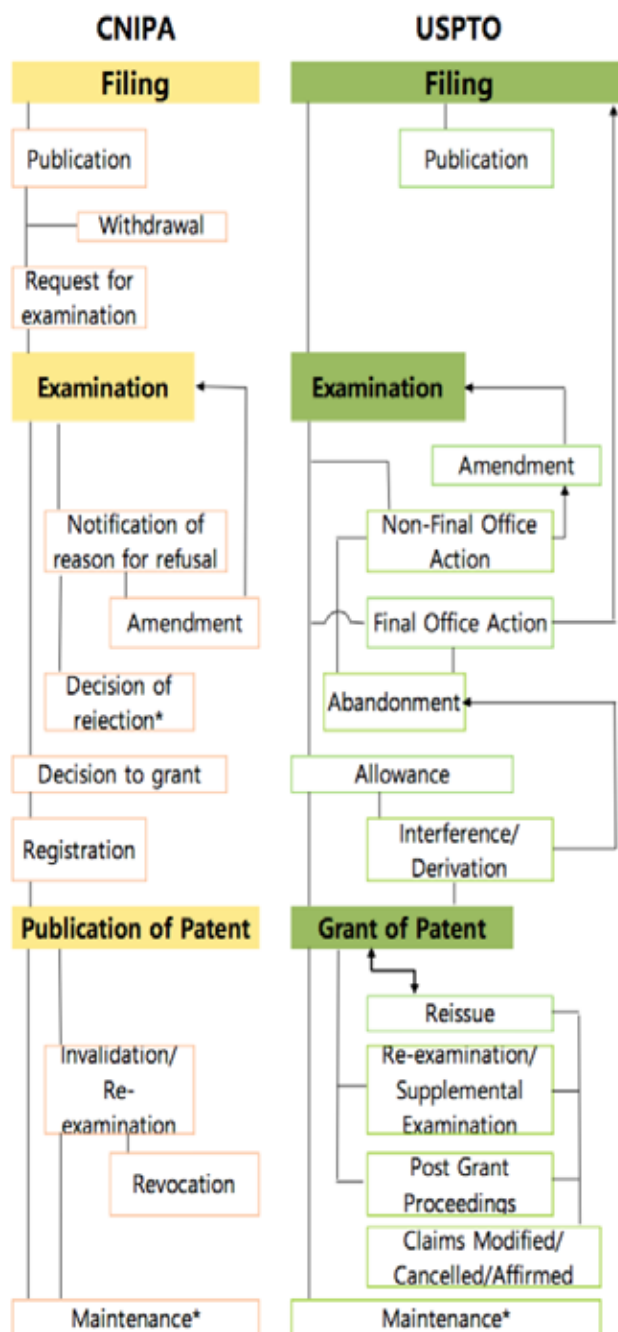 CNIPA
Filing
Publication
Withdrawal
Request for
examination
Examination
Notification of
reason for refusal
Amendment
Decision of
rejection*
Decision to grant
Registration
Publication of Patent
Invalidation/
Re-
examination
Revocation
Maintenance*
USPTO
Filing
Publication
Examination
Amendment
Non-Final Office
Action
Final Office Action
Abandonment
Allowance
Interference/
Derivation
Grant of Patent
Reissue
Re-examination/
Supplemental
Examination
Post Grant
Proceedings
Claims Modified/
Cancelled/Affirmed
Maintenance*